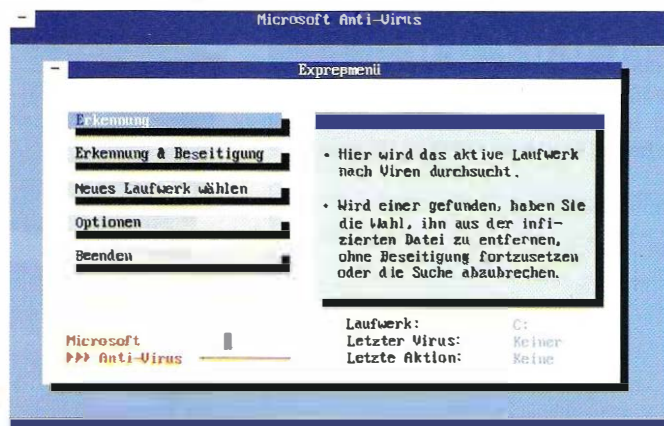 Microsoft Anti-Virus
Expreßmenü
Erkennung
Erkennung & Beseitigung
Neues Laufwerk wählen
Optionen
Beenden
• Hier wird das aktive Laufwerk
nach Viren durchsucht.
• Wird einer gefunden, haben Sie
die Wahl, ihn aus der infi-
zierten Datei zu entfernen,
ohne Beseitigung fortzusetzen
oder die Suche abzubrechen.
Microsoft
►►► Anti-Virus
Laufwerk: C:
Letzter Virus: Keiner
Letzte Aktion: Keine